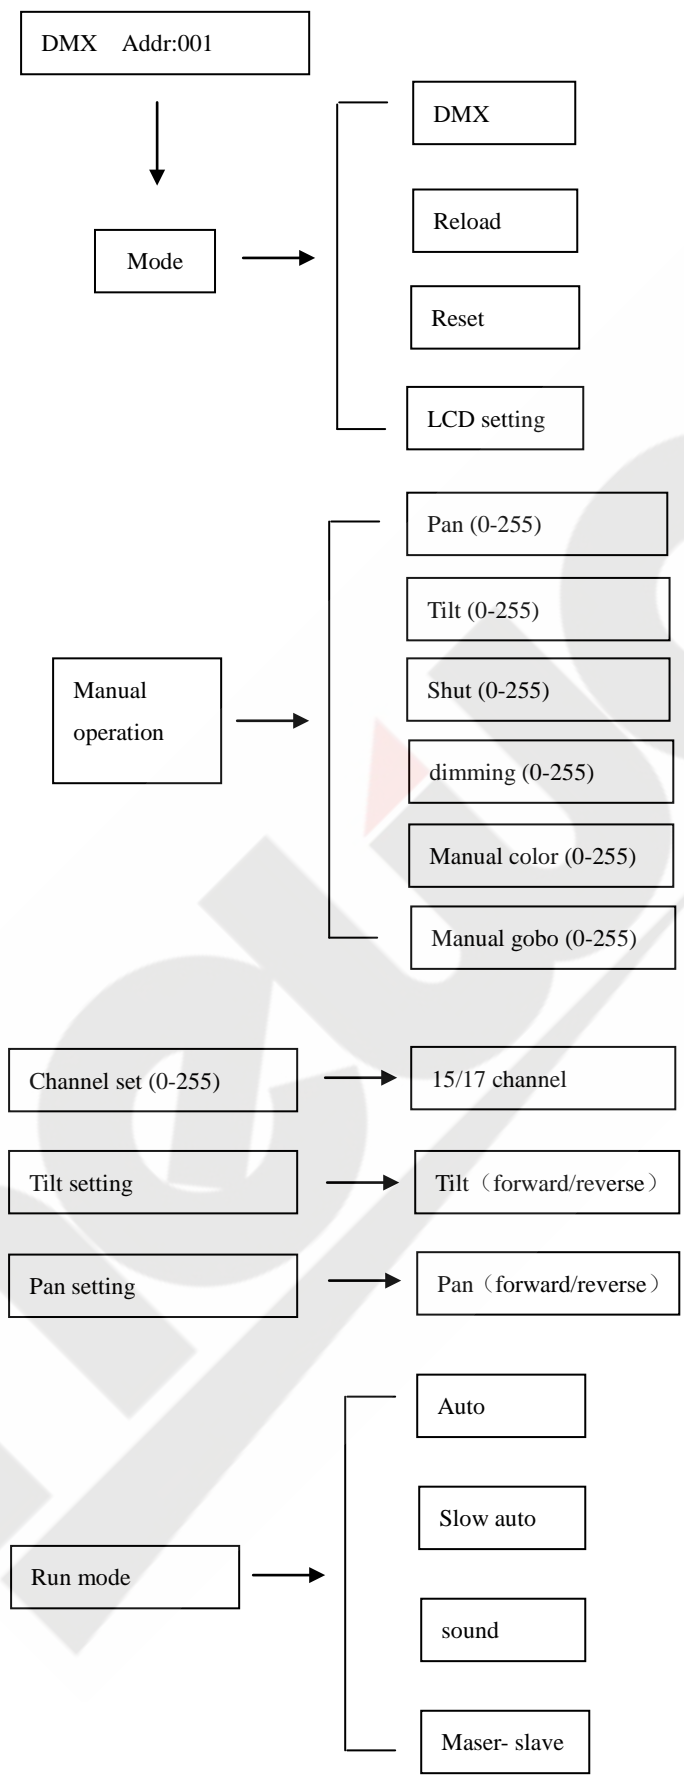 DMX Addr:001
DMX
Reload
Mode
Reset
LCD setting
Pan (0-255)
Tilt (0-255)
Manual
operation
Shut (0-255)
dimming (0-255)
Manual color (0-255)
Manual gobo (0-255)
Channel set (0-255)
15/17 channel
Tilt setting
Tilt（forward/reverse）
Pan setting
Pan（forward/reverse）
Auto
Slow auto
Run mode
sound
Maser- slave